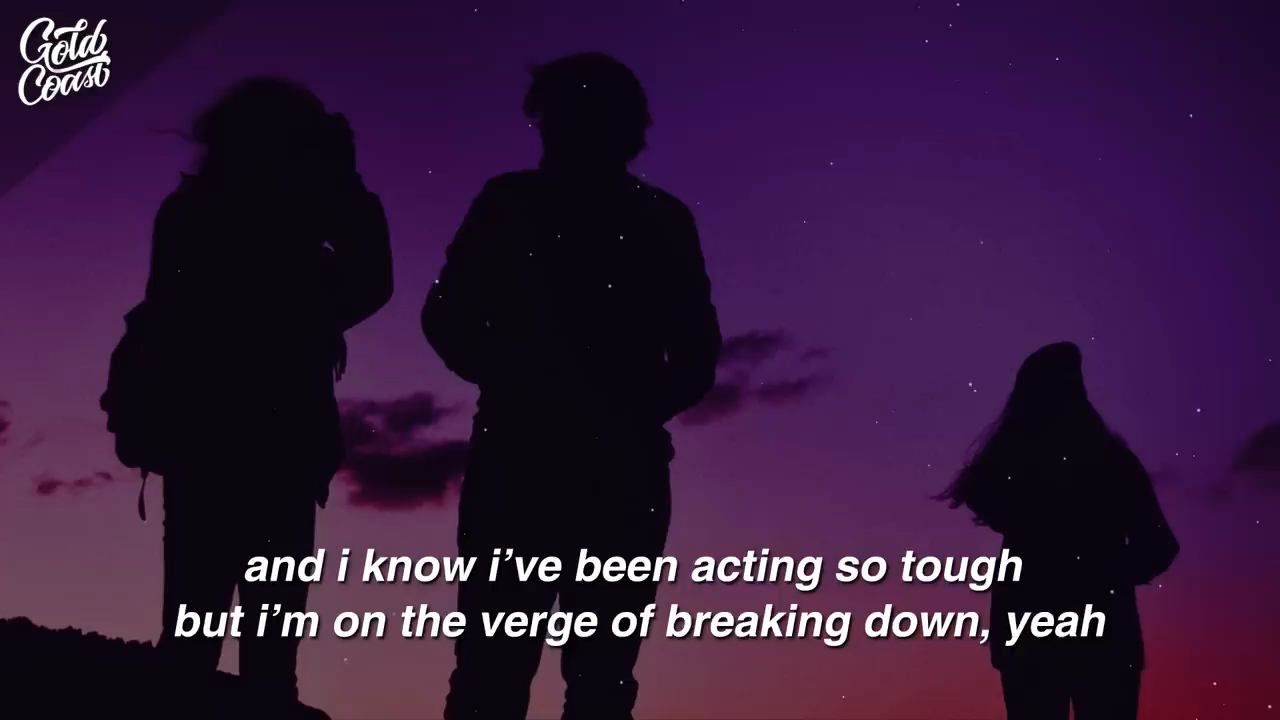 Gold
Coast
and i know i've been acting so tough
but i'm on the verge of breaking down, yeah